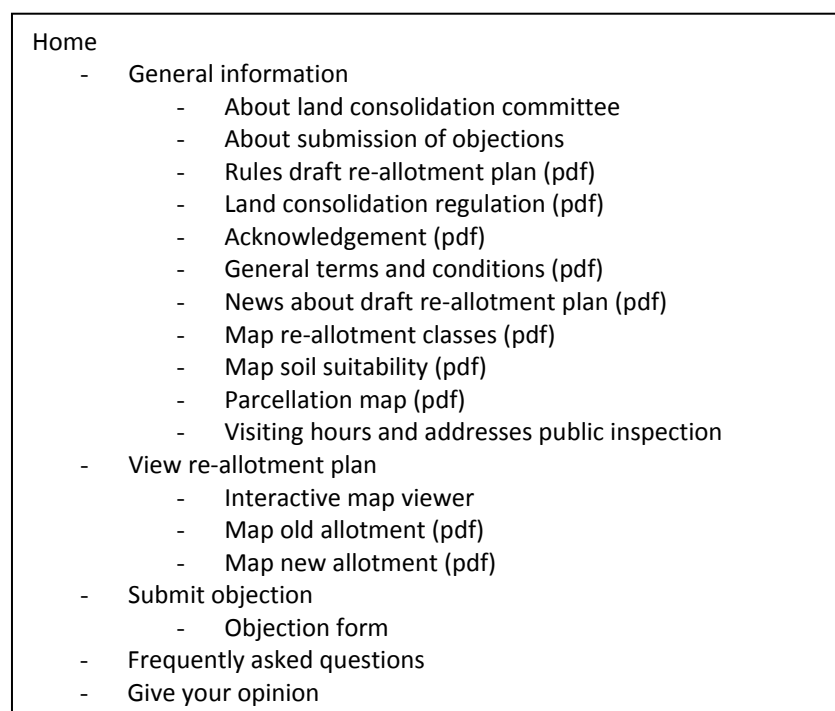 Home
- General information
- About land consolidation committee
- About submission of objections
- Rules draft re-allotment plan (pdf)
- Land consolidation regulation (pdf)
- Acknowledgement (pdf)
- General terms and conditions (pdf)
- News about draft re-allotment plan (pdf)
- Map re-allotment classes (pdf)
- Map soil suitability (pdf)
- Parcellation map (pdf)
- Visiting hours and addresses public inspection
- View re-allotment plan
- Interactive map viewer
- Map old allotment (pdf)
- Map new allotment (pdf)
- Submit objection
- Objection form
- Frequently asked questions
- Give your opinion